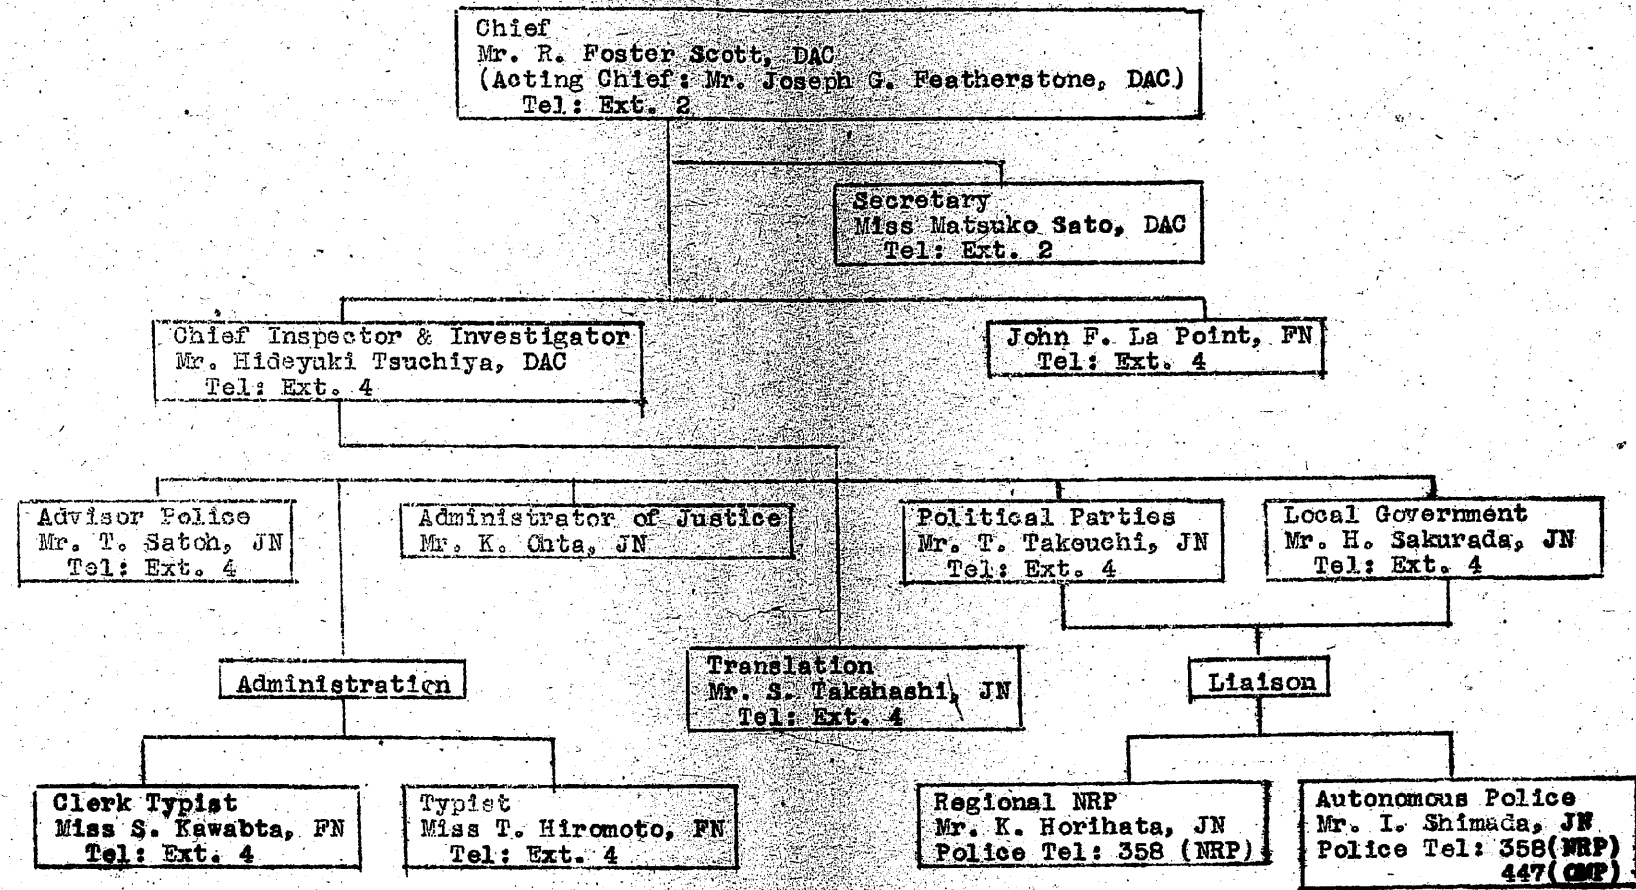 Chief
Mr. R. Foster Scott, DAC
(Acting Chief: Mr. Joseph G. Featherstone, DAC)
Tel: Ext. 2
Secretary
Miss Matsuko Sato, DAC
Tel: Ext. 2
Chief Inspector & Investigator
Mr. Hideyuki Tsuchiya, DAC
Tel: Ext. 4
John F. La Point, FN
Tel: Ext. 4
Advisor Police
Mr. T. Satoh, JN
Tel: Ext. 4
Administrator of Justice
Mr. K. Ohta, JN
Political Parties
Mr. T. Takeuchi, JN
Tel: Ext. 4
Local Government
Mr. H. Sakurada, JN
Tel: Ext. 4
Administration
Translation
Mr. S. Takahashi, JN
Tel: Ext. 4
Liaison
Clerk Typist
Miss S. Kawabta, FN
Tel: Ext. 4
Typist
Miss T. Hiromoto, FN
Tel: Ext. 4
Regional NRP
Mr. K. Horihata, JN
Police Tel: 358 (NRP)
Autonomous Police
Mr. I. Shimada, JN
Police Tel: 358(NRP)
447(OMP)